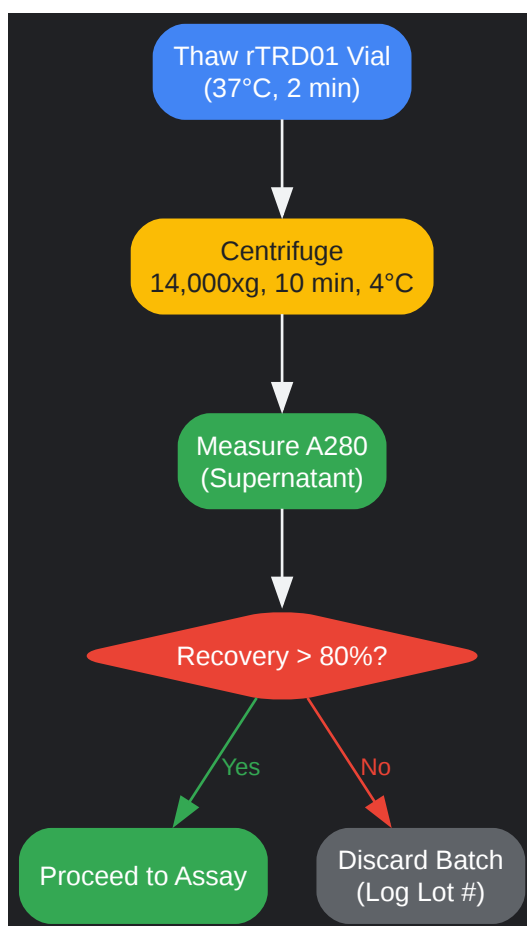 Thaw rTRD01 Vial
(37°C, 2 min)
Centrifuge
14,000xg, 10 min, 4°C
Measure A280
(Supernatant)
Recovery > 80%?
Yes
No
Proceed to Assay
Discard Batch
(Log Lot #)